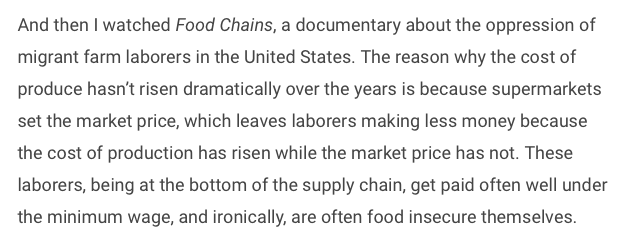 And then I watched Food Chains, a documentary about the oppression of
migrant farm laborers in the United States. The reason why the cost of
produce hasn’t risen dramatically over the years is because supermarkets
set the market price, which leaves laborers making less money because
the cost of production has risen while the market price has not. These
laborers, being at the bottom of the supply chain, get paid often well under
the minimum wage, and ironically, are often food insecure themselves.